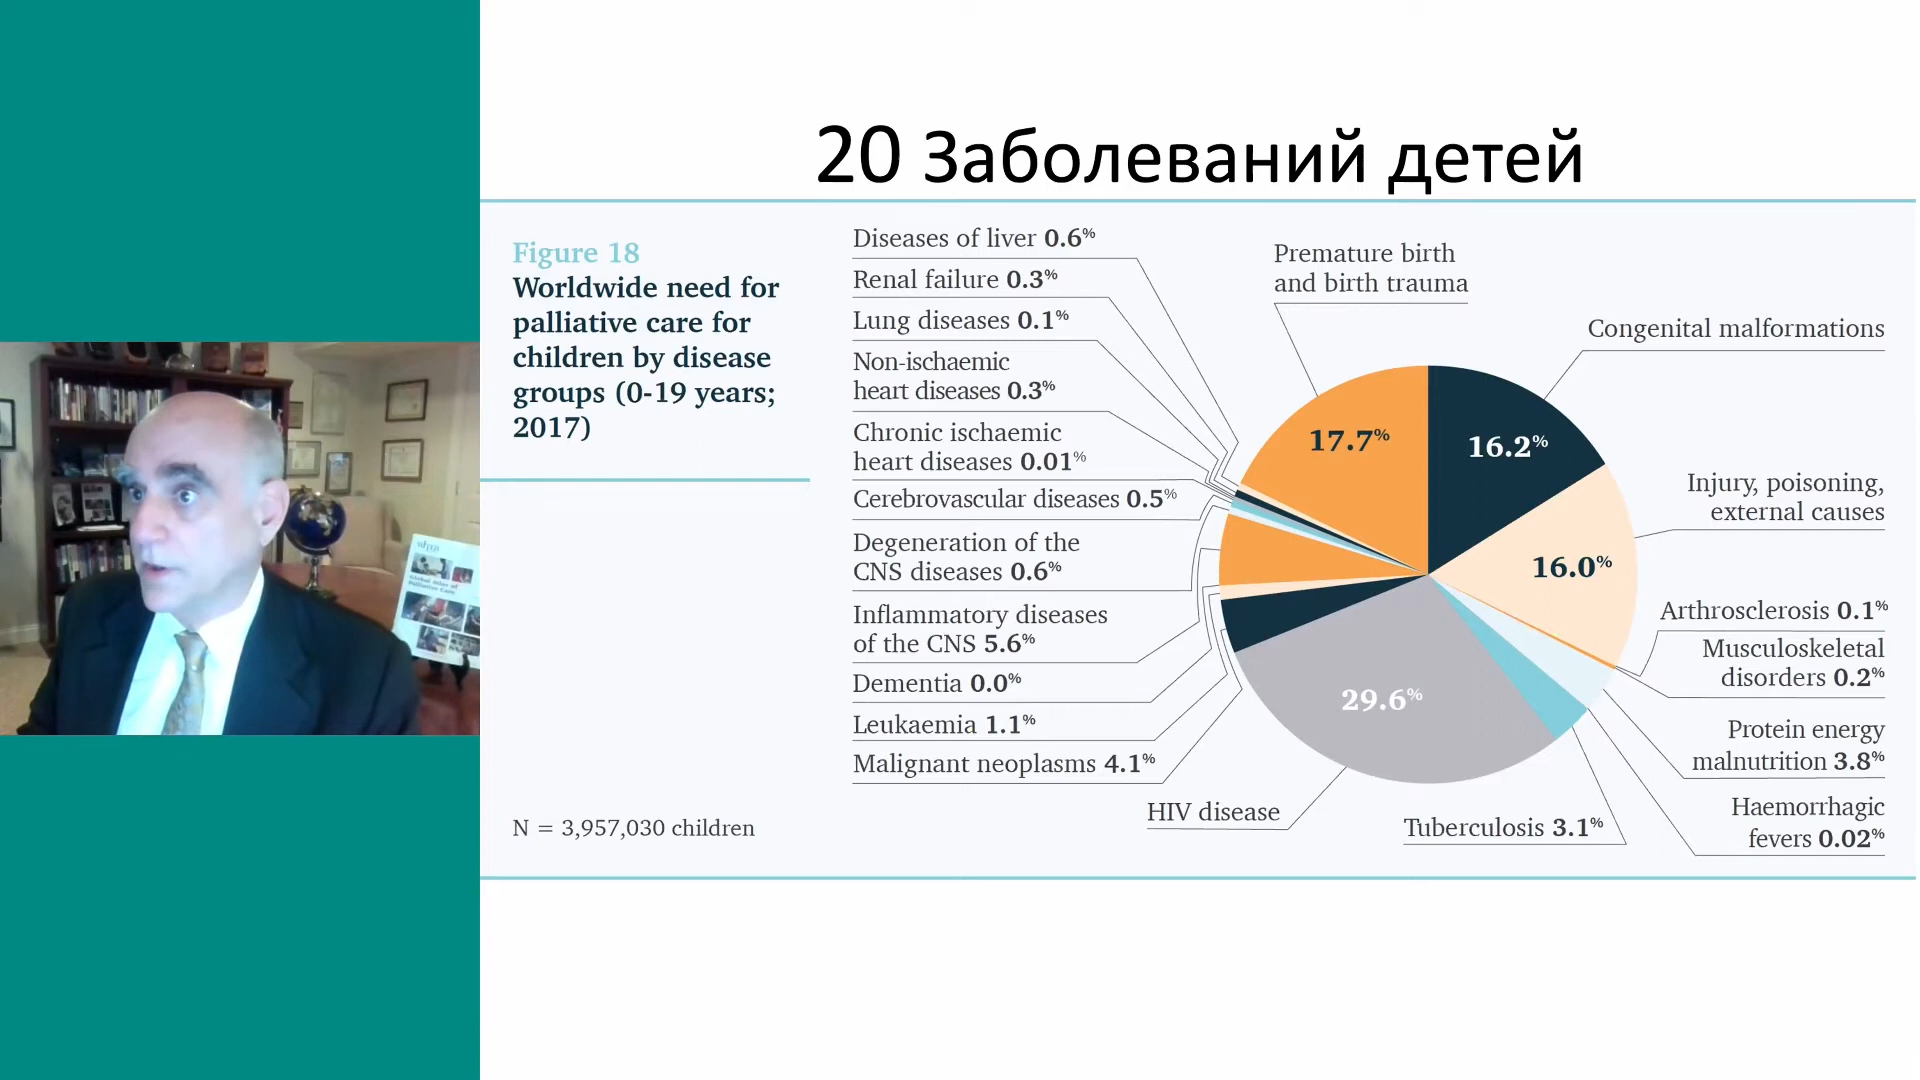 20 Заболеваний детей
Figure 18
Worldwide need for
palliative care for
children by disease
groups (0-19 years;
2017)
N = 3,957,030 children
Diseases of liver 0.6%
Renal failure 0.3%
Lung diseases 0.1%
Non-ischaemic
heart diseases 0.3%
Chronic ischaemic
heart diseases 0.01%
Cerebrovascular diseases 0.5%
Degeneration of the
CNS diseases 0.6%
Inflammatory diseases
of the CNS 5.6%
Dementia 0.0%
Leukaemia 1.1%
Malignant neoplasms 4.1%
HIV disease
Premature birth
and birth trauma
17.7%
16.2%
16.0%
29.6%
Congenital malformations
Injury, poisoning,
external causes
Arthrosclerosis 0.1%
Musculoskeletal
disorders 0.2%
Protein energy
malnutrition 3.8%
Haemorrhagic
fevers 0.02%
Tuberculosis 3.1%
Global Atlas of
Palliative Care